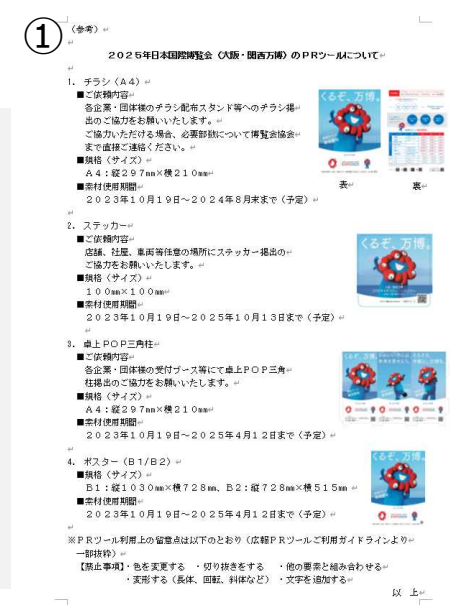 ①
（参考）
２０２５年日本国際博覧会（大阪・関西万博）のＰＲツールについて
1. チラシ（Ａ４）
■ご依頼内容
各企業・団体様のチラシ配布スタンド等へのチラシ掲
出のご協力をお願いいたします。
ご協力いただける場合、必要部数について博覧会協会
まで直接ご連絡ください。
■規格（サイズ）
Ａ４：縦２９７mm×横２１０mm
■素材使用期間
２０２３年１０月１９日～２０２４年８月末まで（予定）
くるぞ、万博。
表
裏
2. ステッカー
■ご依頼内容
店舗、社屋、車両等任意の場所にステッカー掲出の
ご協力をお願いいたします。
■規格（サイズ）
１００mm×１００mm
■素材使用期間
２０２３年１０月１９日～２０２５年１０月１３日まで（予定）
くるぞ、万博。
3. 卓上ＰＯＰ三角柱
■ご依頼内容
各企業・団体様の受付ブース等にて卓上ＰＯＰ三角
柱掲出のご協力をお願いいたします。
■規格（サイズ）
Ａ４：縦２９７mm×横２１０mm
■素材使用期間
２０２３年１０月１９日～２０２５年４月１２日まで（予定）
くるぞ、万博。
4. ポスター（Ｂ１/Ｂ２）
■規格（サイズ）
Ｂ１：縦１０３０mm×横７２８mm、Ｂ２：縦７２８mm×横５１５mm
■素材使用期間
２０２３年１０月１９日～２０２５年４月１２日まで（予定）
くるぞ、万博。
※ＰＲツール利用上の留意点は以下のとおり（広報ＰＲツールご利用ガイドラインより
一部抜粋）
【禁止事項】・色を変更する ・切り抜きをする ・他の要素と組み合わせる
・変形する（長体、回転、斜体など） ・文字を追加する
以 上